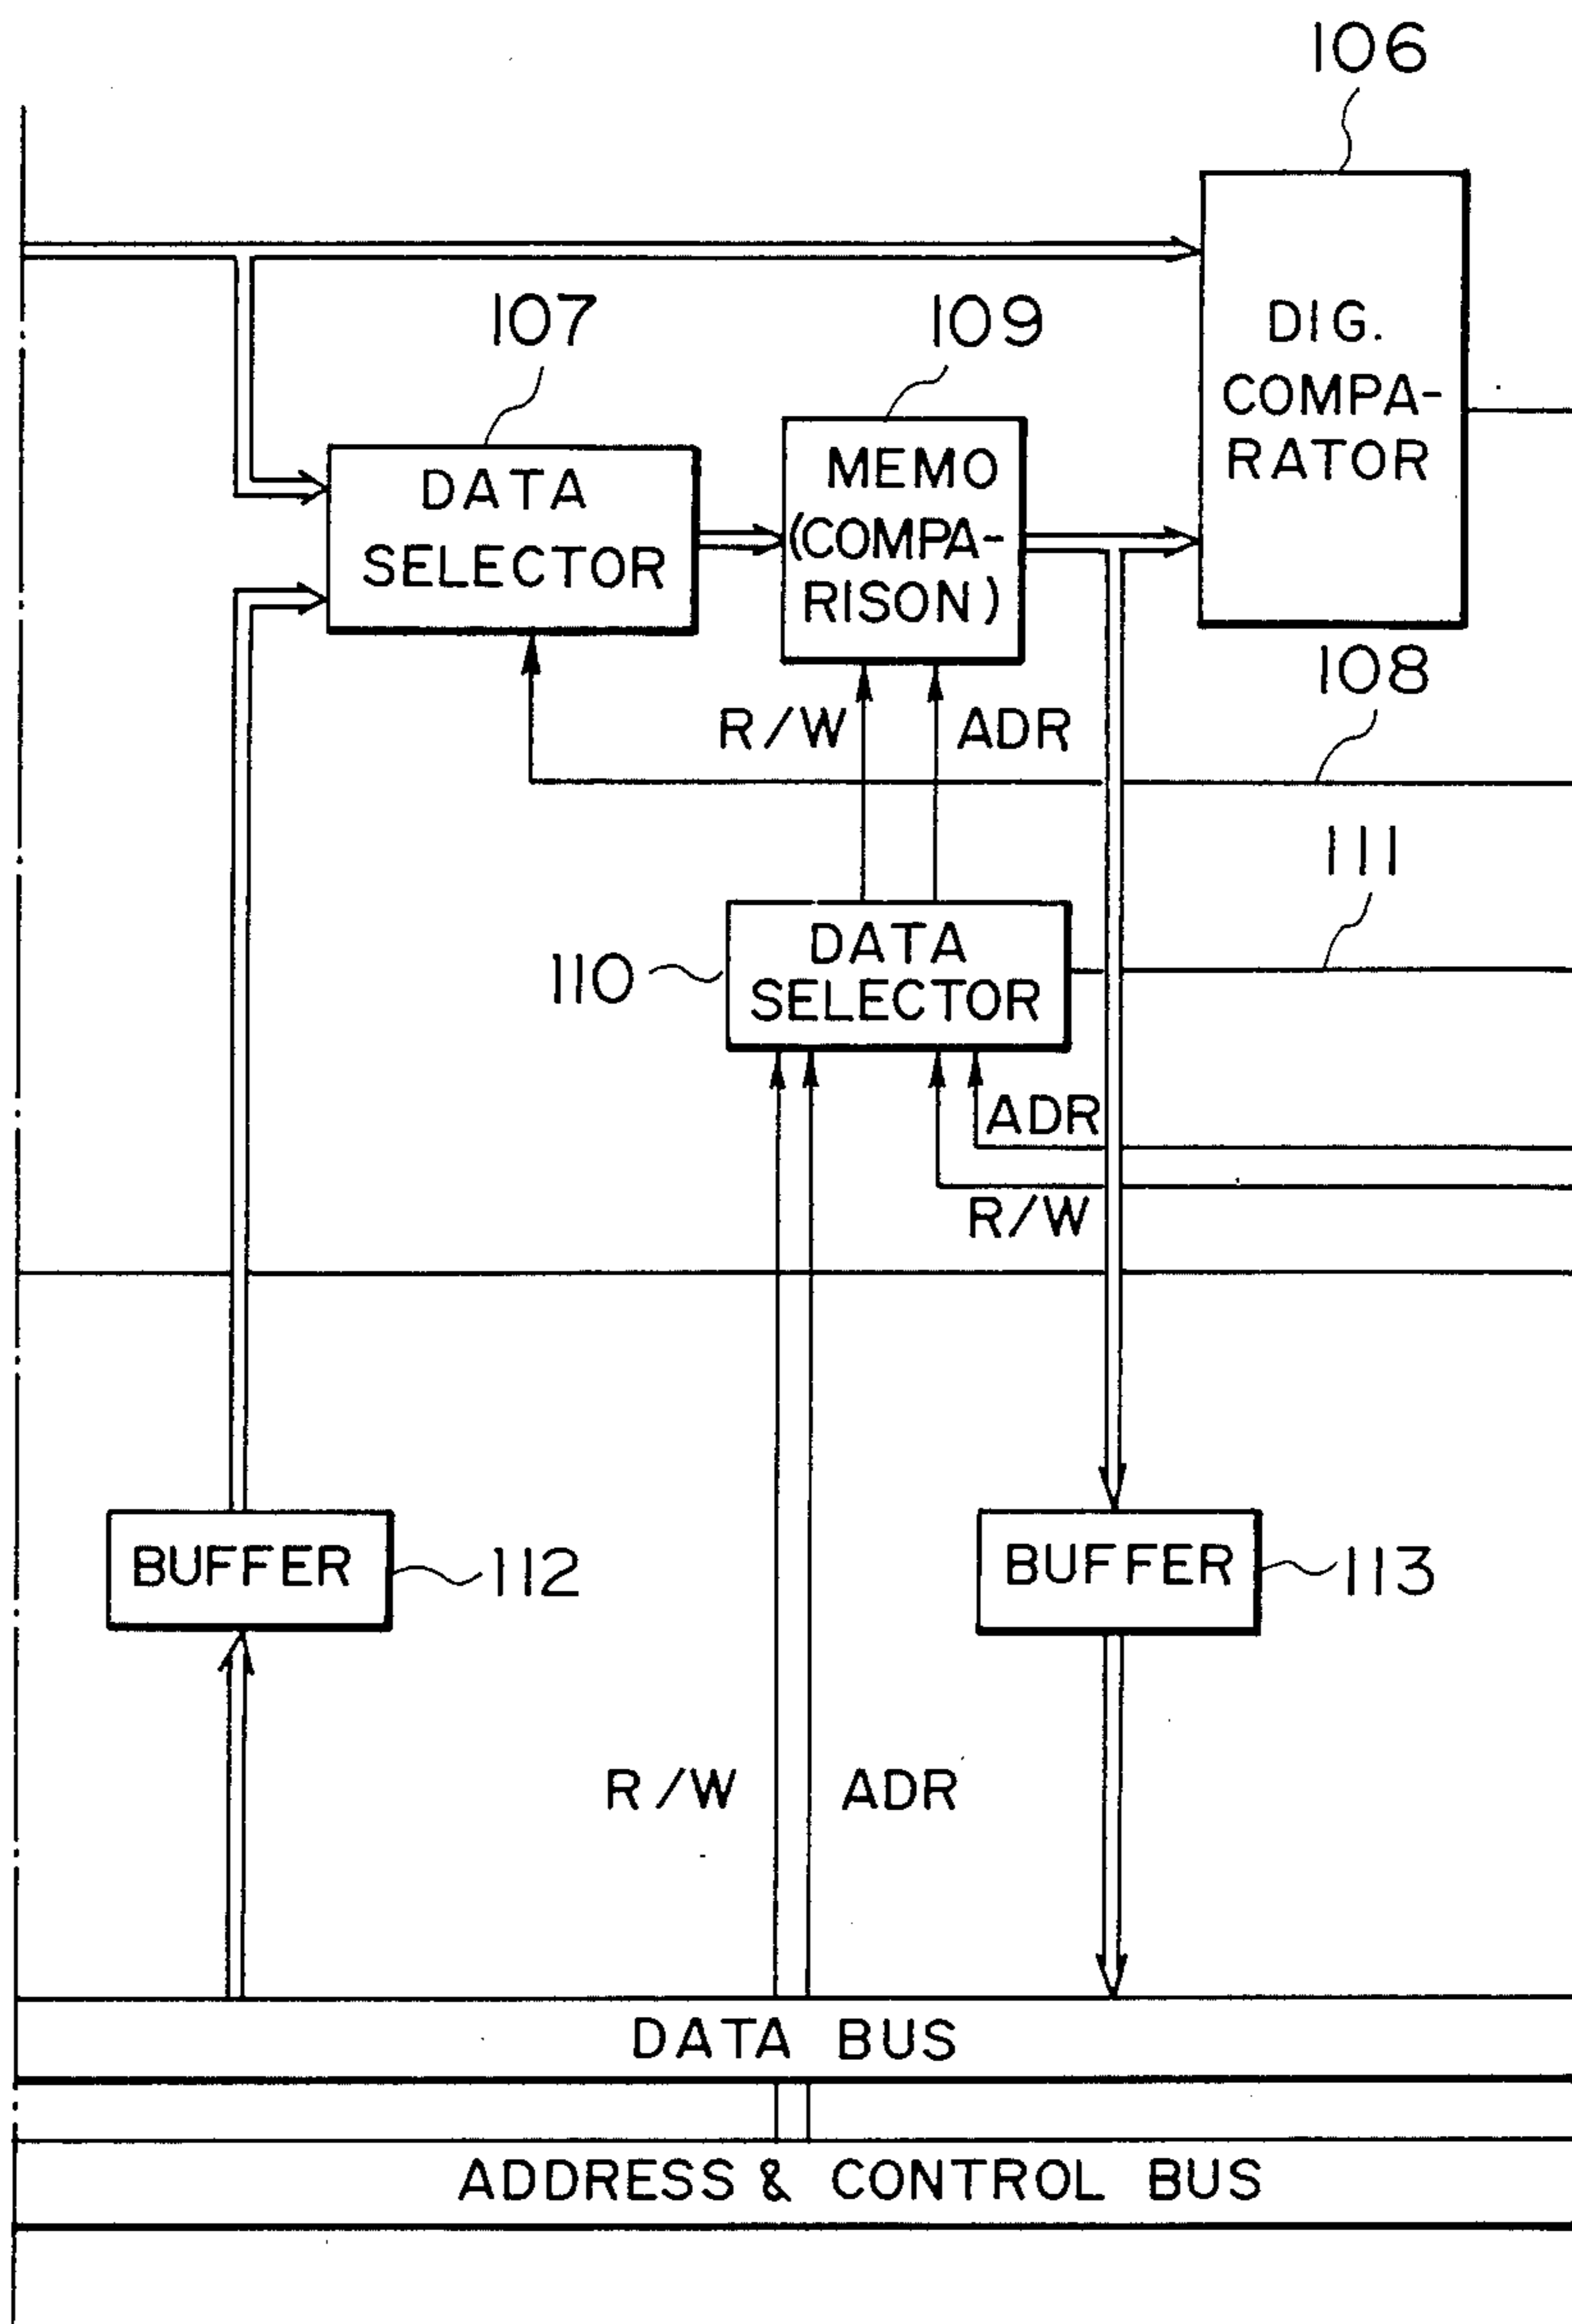 106
107
109
DIG.
COMPA-
RATOR
DATA
SELECTOR
MEMO
(COMPA-
RISON)
108
R/W
ADR
111
110
DATA
SELECTOR
ADR
R/W
BUFFER
112
BUFFER
113
R/W
ADR
DATA BUS
ADDRESS & CONTROL BUS